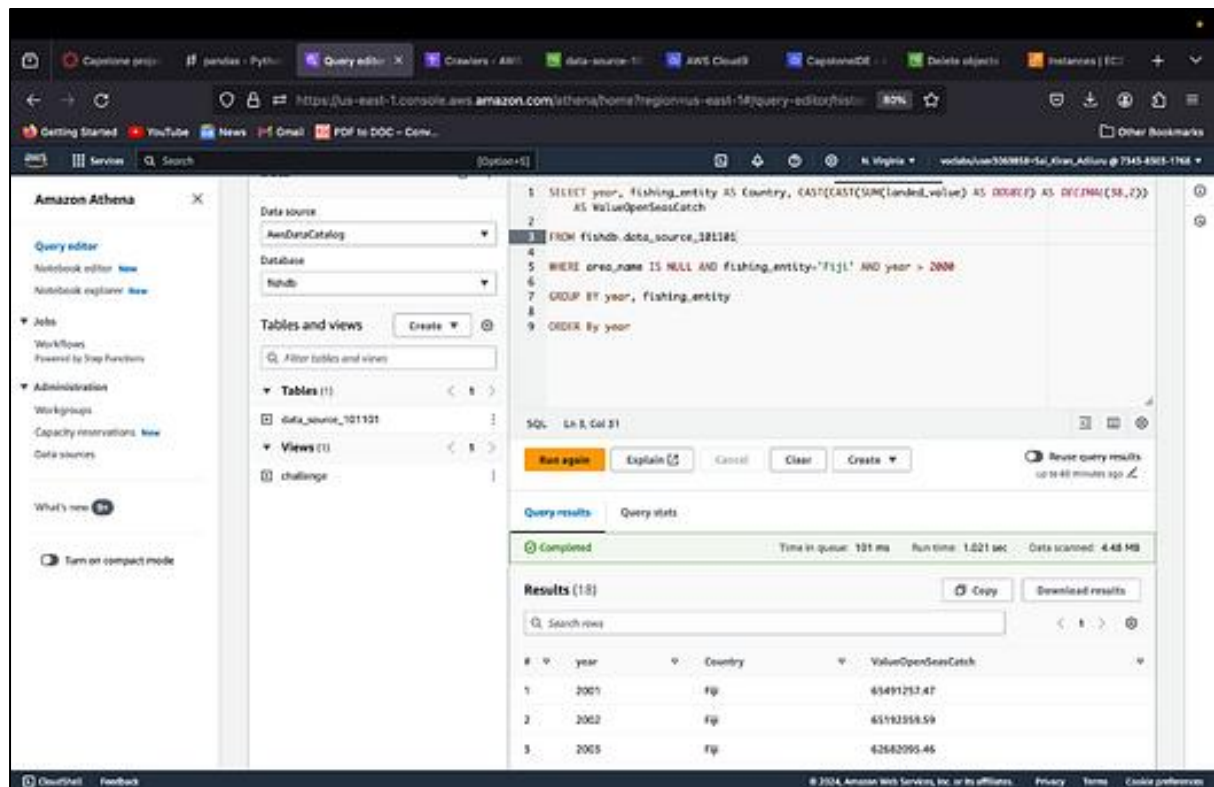 Capstone proje
pandas - Pytho
Query editor
Crawlers - AWS
data-source-1
AWS Cloud9
CapstoneIDE
Delete objects
Instances | EC2
https://us-east-1.console.aws.amazon.com/athena/home?region=us-east-1#/query-editor/histo
80%
Getting Started
YouTube
News
Gmail
PDF to DOC – Conv...
Other Bookmarks
aws
Services
Search
[Option+S]
N. Virginia
Amazon Athena
Query editor
Notebook editor New
Notebook explorer New
Jobs
Workflows
Powered by Step Functions
Administration
Workgroups
Capacity reservations New
Data sources
What's new 9+
Turn on compact mode
Data source
AwsDataCatalog
Database
fishdb
Tables and views
Create
Filter tables and views
Tables (1)
< 1 >
data_source_101101
Views (1)
< 1 >
challenge
1 SELECT year, fishing_entity AS Country, CAST(CAST(SUM(landed_value) AS DOUBLE) AS DECIMAL(38,2))
AS ValueOpenSeasCatch
2
3 FROM fishdb.data_source_101101
4
5 WHERE area_name IS NULL AND fishing_entity='Fiji' AND year > 2000
6
7 GROUP BY year, fishing_entity
8
9 ORDER By year
SQL Ln 3, Col 31
Run again
Explain
Cancel
Clear
Create
Reuse query results
up to 60 minutes ago
Query results
Query stats
Completed
Time in queue: 101 ms
Run time: 1.021 sec
Data scanned: 4.48 MB
Results (18)
Copy
Download results
Search rows
< 1 >
# year Country ValueOpenSeasCatch
1 2001 Fiji 65491257.47
2 2002 Fiji 65192359.59
3 2003 Fiji 62682095.46
CloudShell
Feedback
© 2024, Amazon Web Services, Inc. or its affiliates.
Privacy
Terms
Cookie preferences